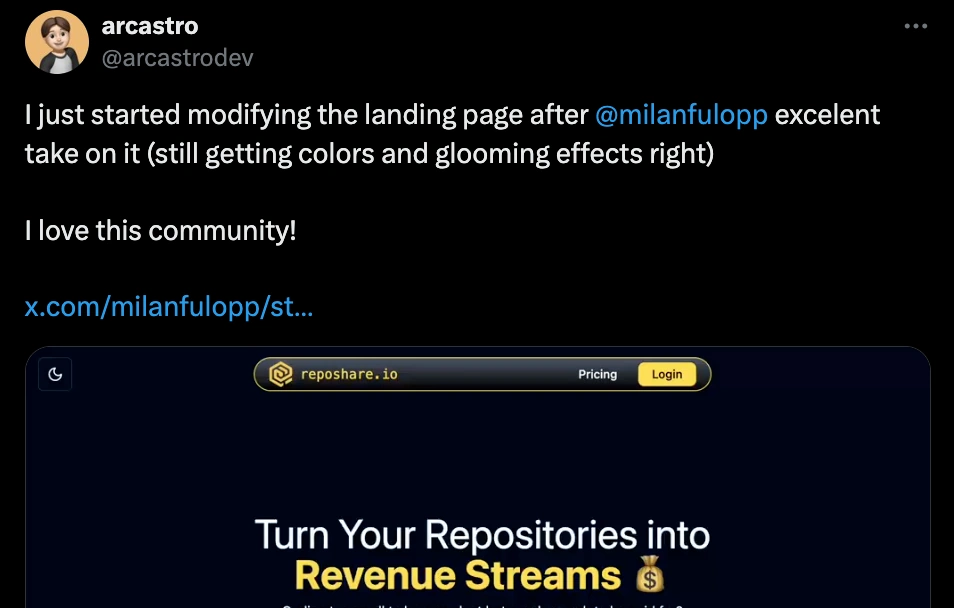 arcastro
@arcastrodev
I just started modifying the landing page after @milanfulopp excelent
take on it (still getting colors and glooming effects right)
I love this community!
x.com/milanfulopp/st...
reposhare.io
Pricing
Login
Turn Your Repositories into
Revenue Streams 💰